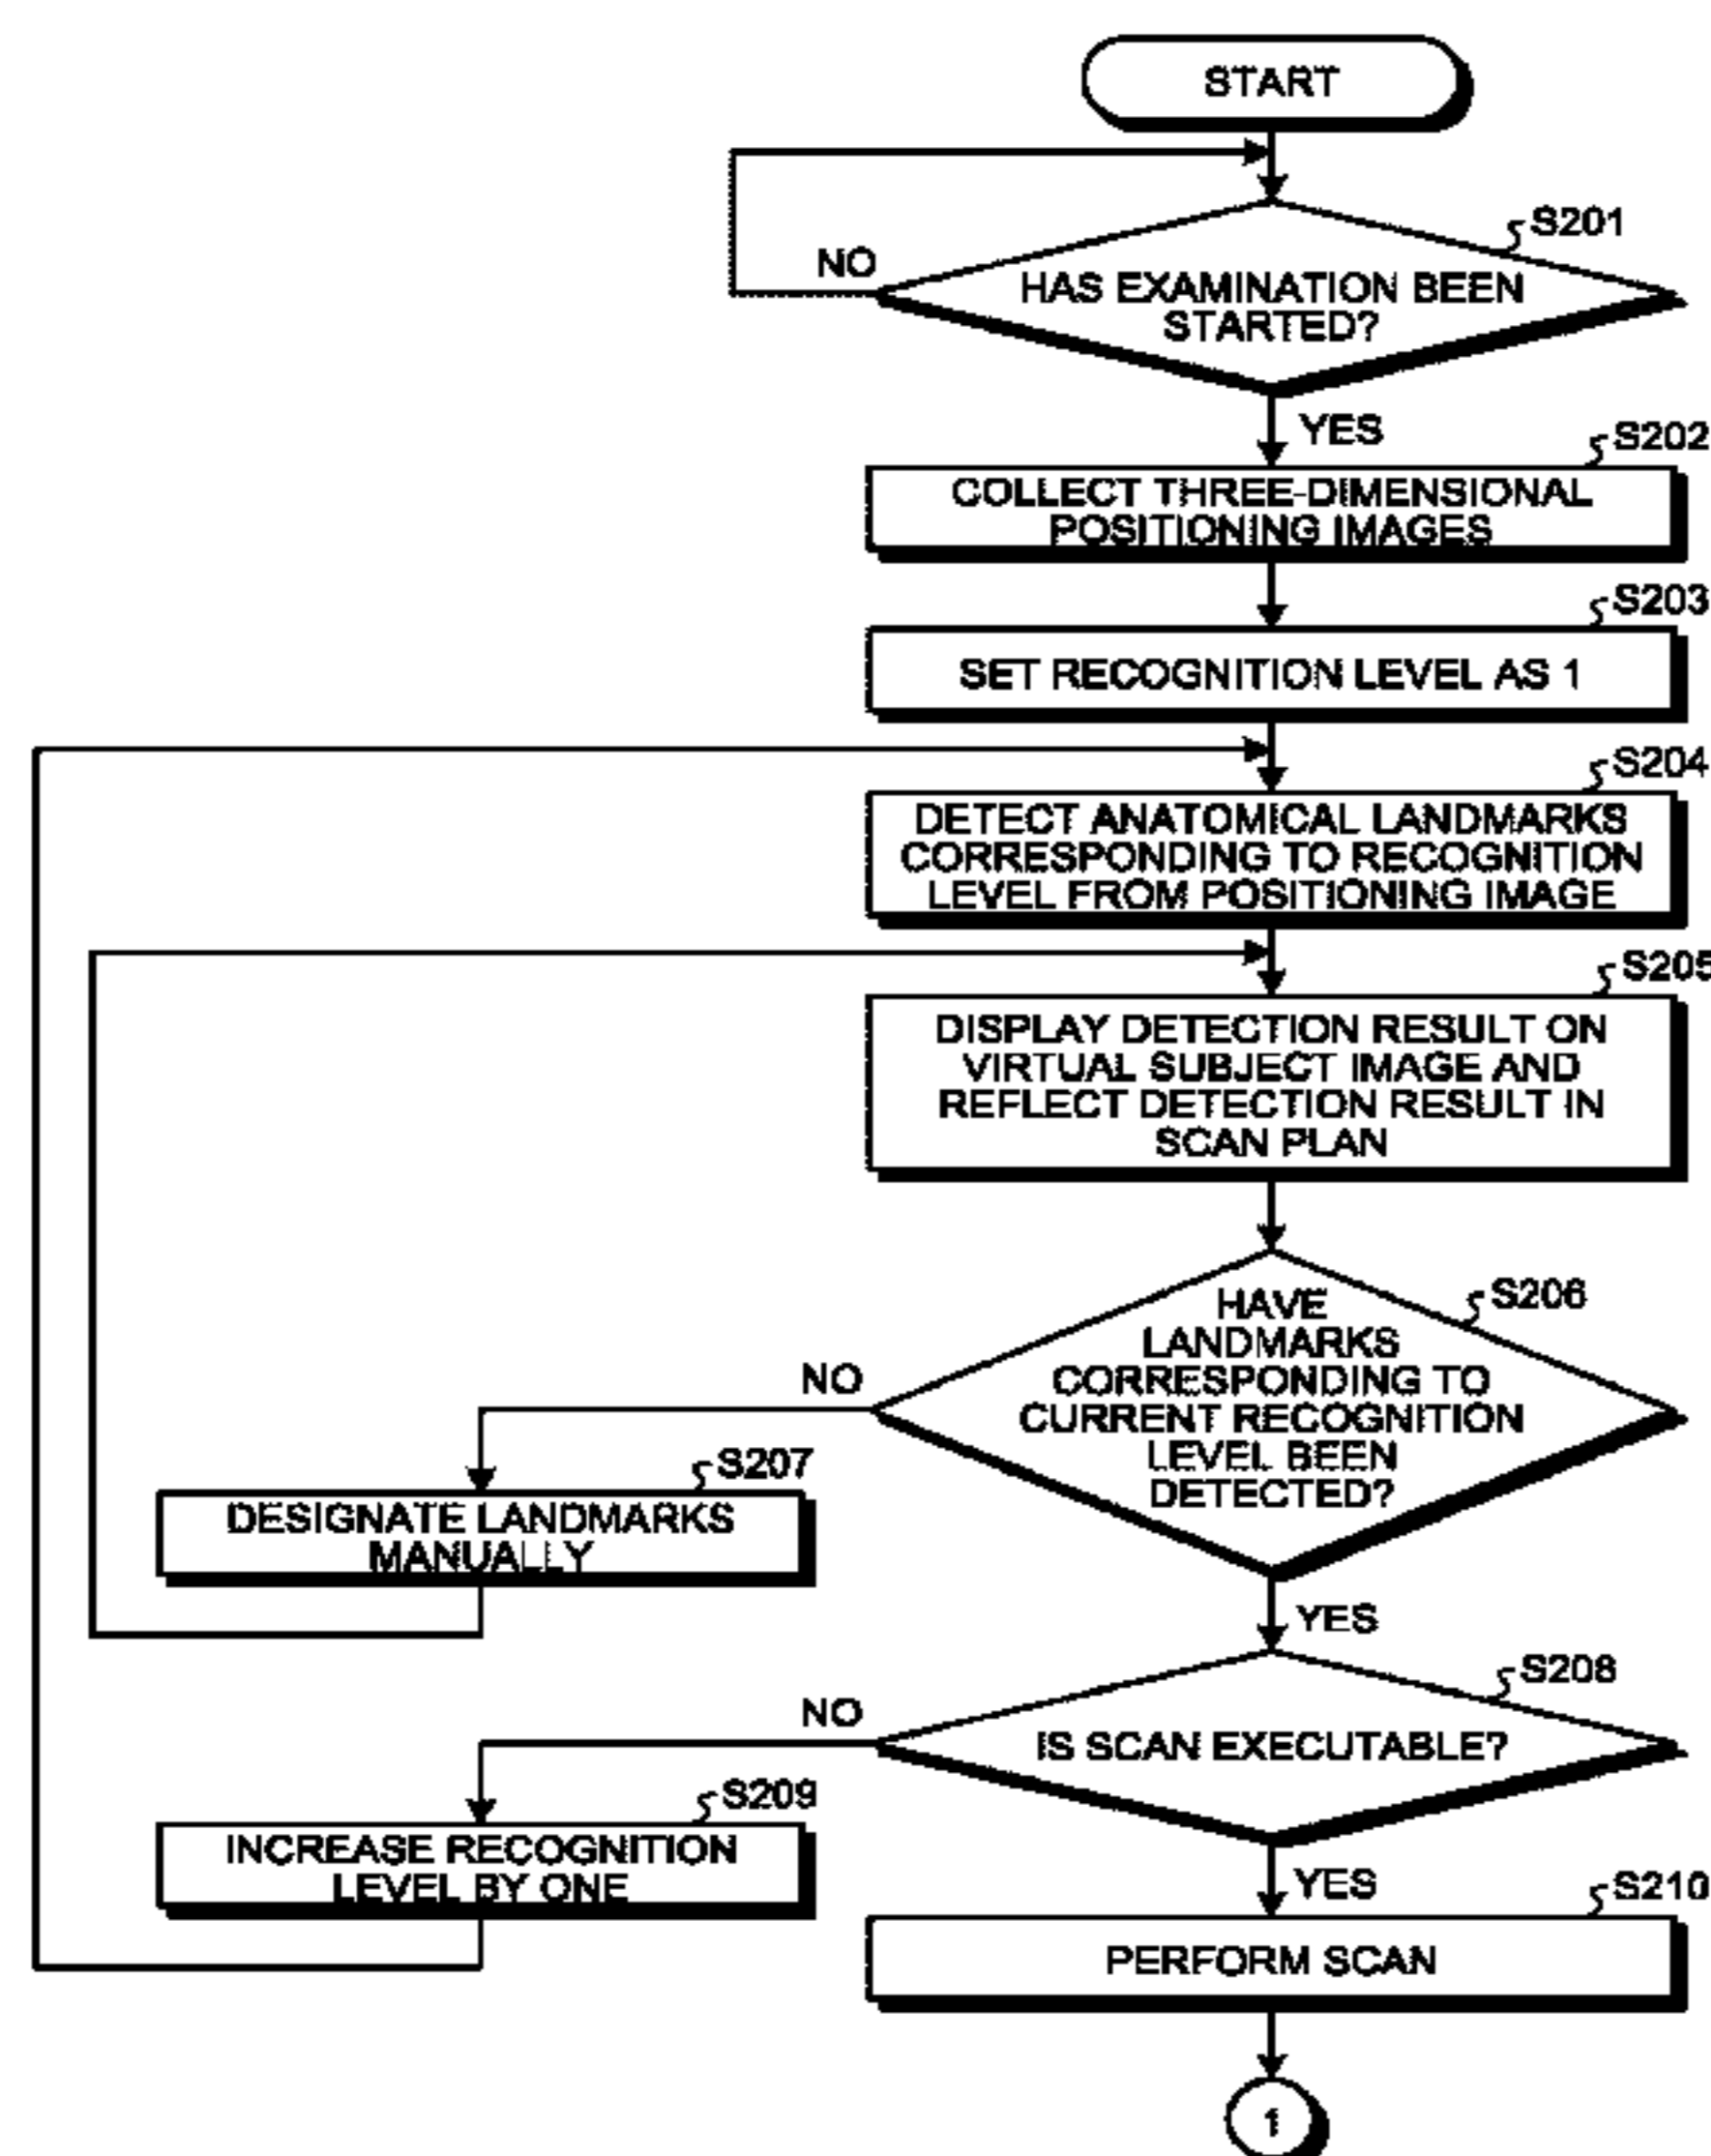 START
S201
NO
HAS EXAMINATION BEEN
STARTED?
YES
S202
COLLECT THREE-DIMENSIONAL
POSITIONING IMAGES
S203
SET RECOGNITION LEVEL AS 1
S204
DETECT ANATOMICAL LANDMARKS
CORRESPONDING TO RECOGNITION
LEVEL FROM POSITIONING IMAGE
S205
DISPLAY DETECTION RESULT ON
VIRTUAL SUBJECT IMAGE AND
REFLECT DETECTION RESULT IN
SCAN PLAN
S206
HAVE
LANDMARKS
CORRESPONDING TO
CURRENT RECOGNITION
LEVEL BEEN
DETECTED?
NO
S207
DESIGNATE LANDMARKS
MANUALLY
YES
S208
NO
IS SCAN EXECUTABLE?
S209
INCREASE RECOGNITION
LEVEL BY ONE
YES
S210
PERFORM SCAN
1